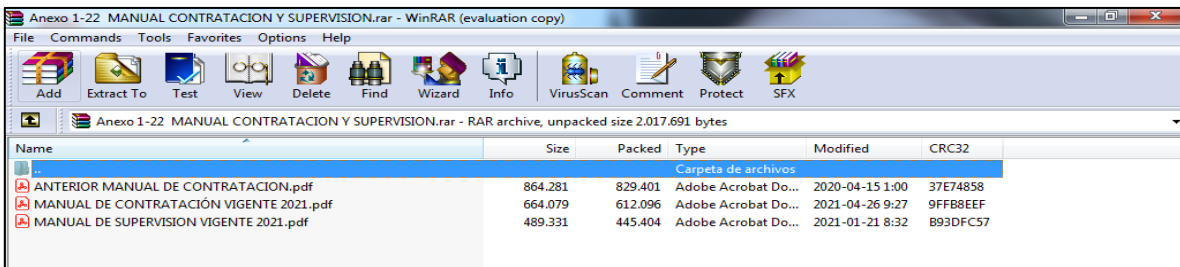 Anexo 1-22 MANUAL CONTRATACION Y SUPERVISION.rar - WinRAR (evaluation copy)
File Commands Tools Favorites Options Help
Add Extract To Test View Delete Find Wizard Info VirusScan Comment Protect SFX
Anexo 1-22 MANUAL CONTRATACION Y SUPERVISION.rar - RAR archive, unpacked size 2.017.691 bytes
Name Size Packed Type Modified CRC32
.. Carpeta de archivos
ANTERIOR MANUAL DE CONTRATACION.pdf 864.281 829.401 Adobe Acrobat Do... 2020-04-15 1:00 37E74858
MANUAL DE CONTRATACIÓN VIGENTE 2021.pdf 664.079 612.096 Adobe Acrobat Do... 2021-04-26 9:27 9FFB8EEF
MANUAL DE SUPERVISION VIGENTE 2021.pdf 489.331 445.404 Adobe Acrobat Do... 2021-01-21 8:32 B93DFC57